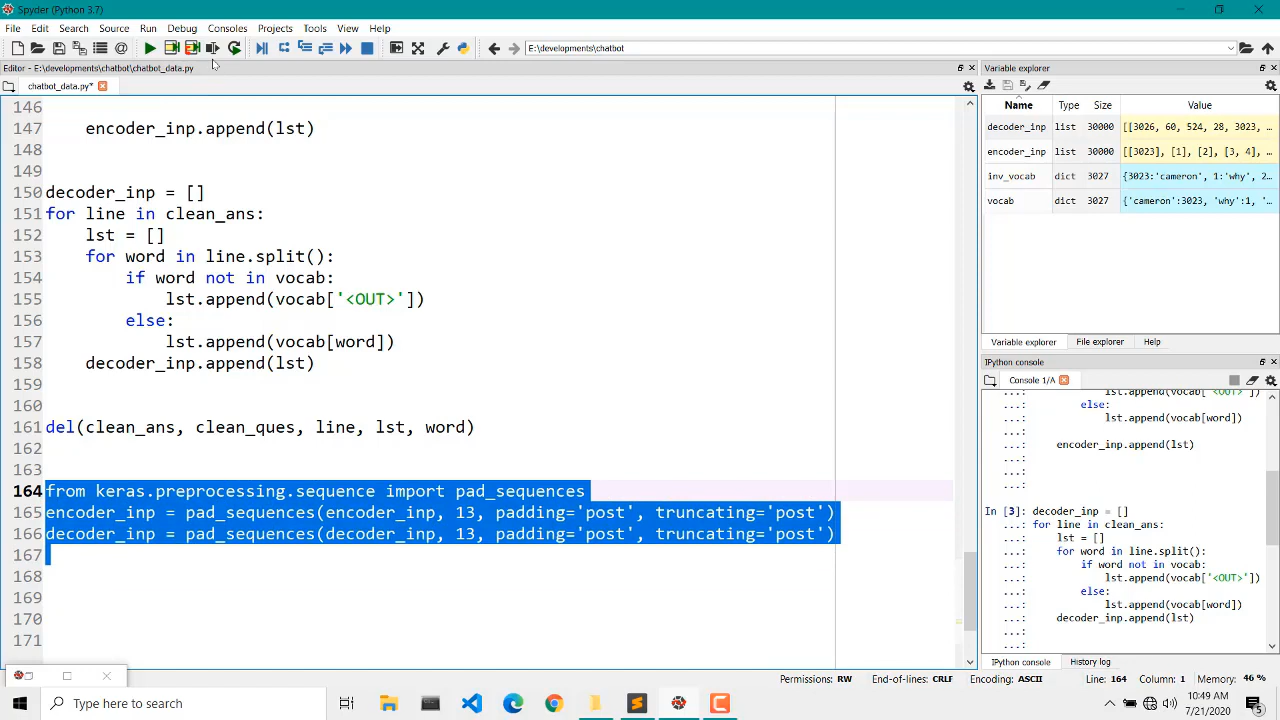 Spyder (Python 3.7)
File Edit Search Source Run Debug Consoles Projects Tools View Help
E:\developments\chatbot
Editor - E:\developments\chatbot\chatbot_data.py
chatbot_data.py*
146
147 encoder_inp.append(lst)
148
149
150 decoder_inp = []
151 for line in clean_ans:
152 lst = []
153 for word in line.split():
154 if word not in vocab:
155 lst.append(vocab['<OUT>'])
156 else:
157 lst.append(vocab[word])
158 decoder_inp.append(lst)
159
160
161 del(clean_ans, clean_ques, line, lst, word)
162
163
164 from keras.preprocessing.sequence import pad_sequences
165 encoder_inp = pad_sequences(encoder_inp, 13, padding='post', truncating='post')
166 decoder_inp = pad_sequences(decoder_inp, 13, padding='post', truncating='post')
167
168
169
170
171
Variable explorer
Name Type Size Value
decoder_inp list 30000 [[3026, 60, 524, 28, 3023, ...
encoder_inp list 30000 [[3023], [1], [2], [3, 4], ...
inv_vocab dict 3027 {3023:'cameron', 1:'why', 2...
vocab dict 3027 {'cameron':3023, 'why':1, '...
Variable explorer File explorer Help
IPython console
Console 1/A
...: lst.append(vocab['<OUT>'])
...: else:
...: lst.append(vocab[word])
...:
...: encoder_inp.append(lst)
...:
...:
...:
In [3]: decoder_inp = []
...: for line in clean_ans:
...: lst = []
...: for word in line.split():
...: if word not in vocab:
...: lst.append(vocab['<OUT>'])
...: else:
...: lst.append(vocab[word])
...: decoder_inp.append(lst)
...:
...:
IPython console History log
Permissions: RW End-of-lines: CRLF Encoding: ASCII Line: 164 Column: 1 Memory: 46 %
Type here to search
10:49 AM
7/21/2020
5